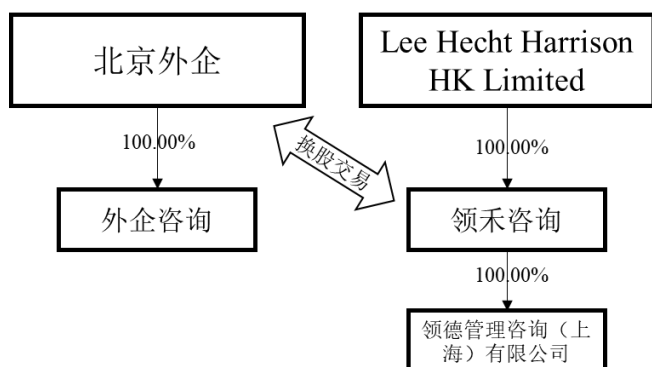 北京外企
Lee Hecht Harrison
HK Limited
100.00%
100.00%
换股交易
外企咨询
领禾咨询
100.00%
领德管理咨询（上
海）有限公司